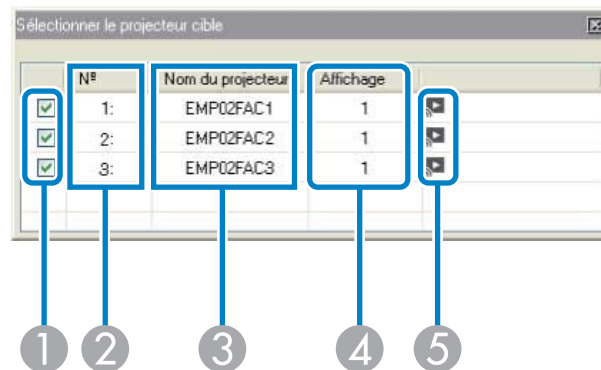 Sélectionner le projecteur cible
Nº Nom du projecteur Affichage
1: EMP02FAC1 1
2: EMP02FAC2 1
3: EMP02FAC3 1
1 2 3 4 5